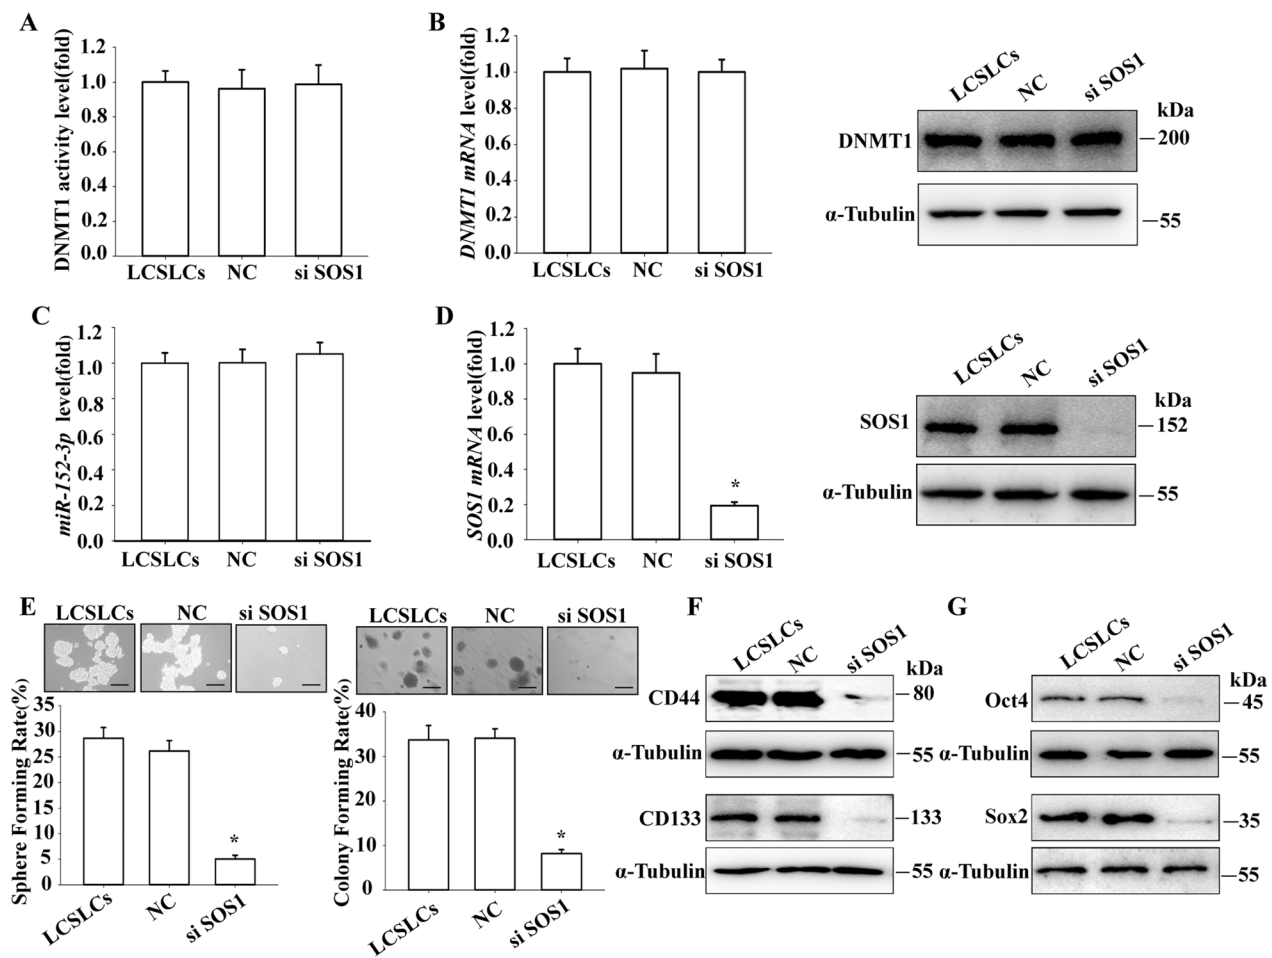 A
DNMT1 activity level(fold)
1.2
1.0
0.8
0.6
0.4
0.2
0.0
LCSLCs NC si SOS1
B
DNMT1 mRNA level(fold)
1.2
1.0
0.8
0.6
0.4
0.2
0.0
LCSLCs NC si SOS1
LCSLCs NC si SOS1
kDa
DNMT1 200
α-Tubulin 55
C
miR-152-3p level(fold)
1.2
1.0
0.8
0.6
0.4
0.2
0.0
LCSLCs NC si SOS1
D
SOS1 mRNA level(fold)
1.2
1.0
0.8
0.6
0.4
0.2
0.0
*
LCSLCs NC si SOS1
LCSLCs NC si SOS1
kDa
SOS1 152
α-Tubulin 55
E
LCSLCs NC si SOS1
Sphere Forming Rate(%)
35
30
25
20
15
10
5
0
*
LCSLCs NC si SOS1
LCSLCs NC si SOS1
Colony Forming Rate(%)
40
30
20
10
0
*
LCSLCs NC si SOS1
F
LCSLCs NC si SOS1
kDa
CD44 80
α-Tubulin 55
CD133 133
α-Tubulin 55
G
LCSLCs NC si SOS1
kDa
Oct4 45
α-Tubulin 55
Sox2 35
α-Tubulin 55